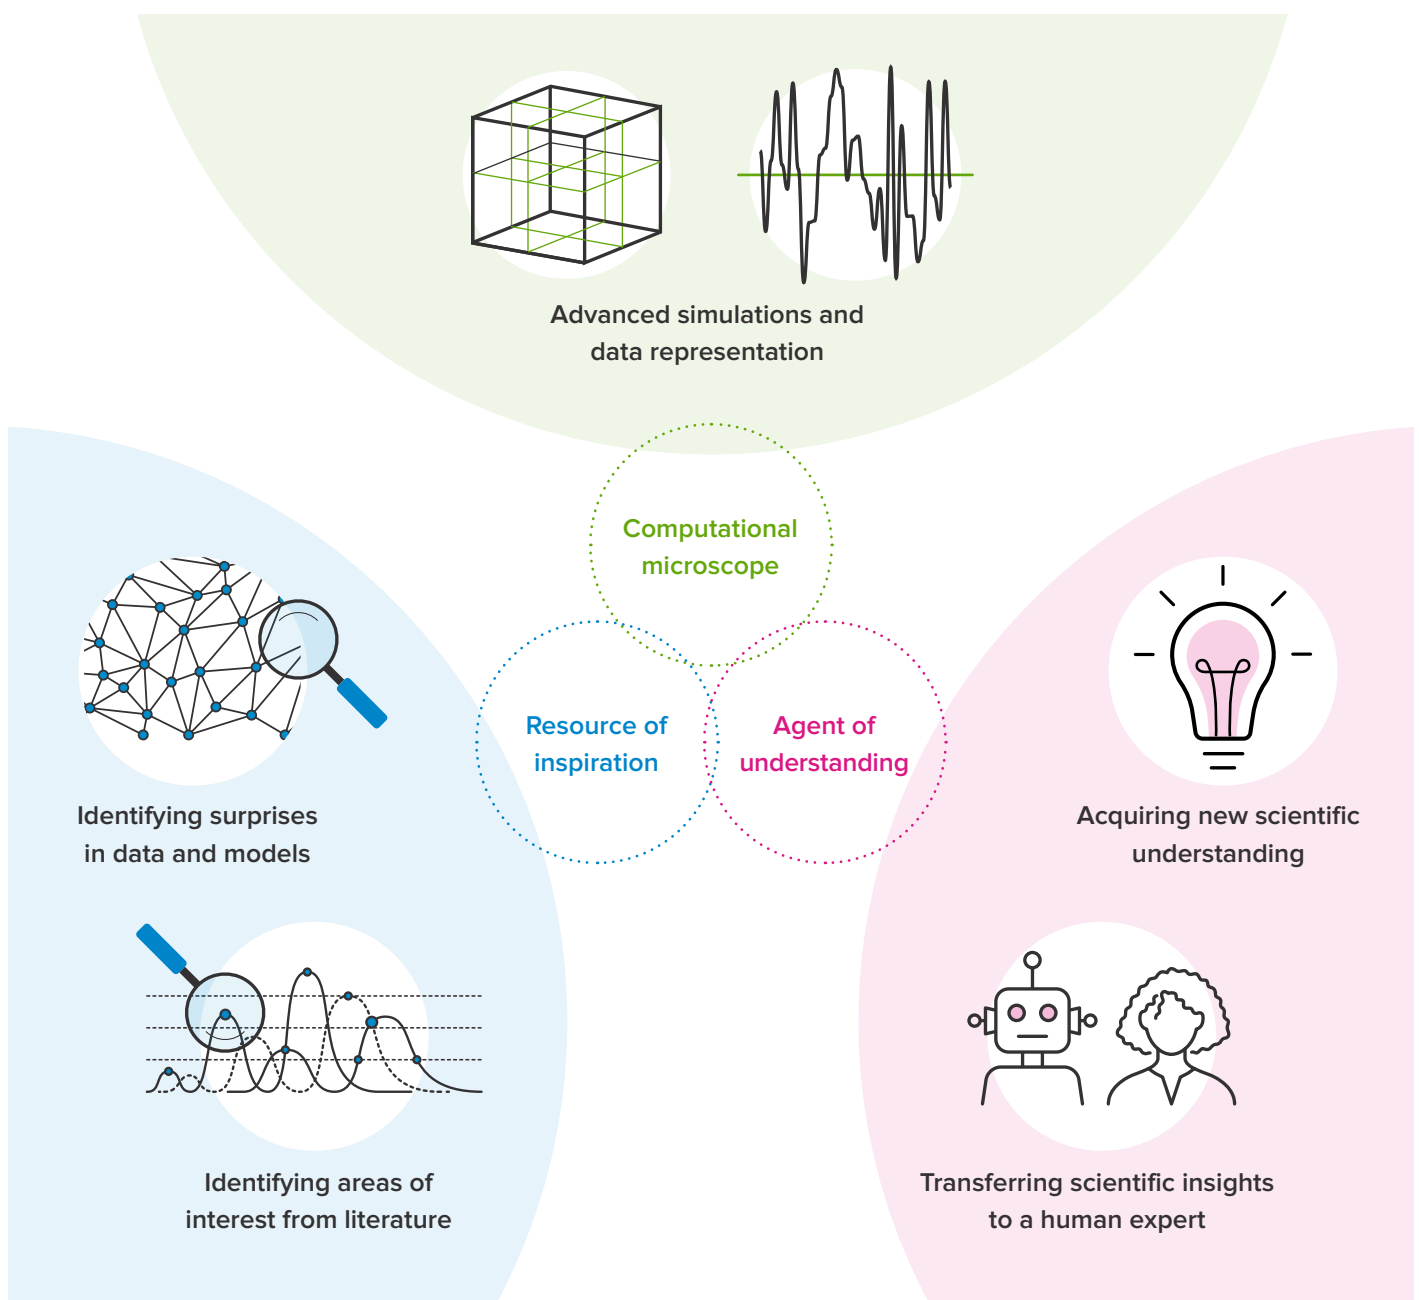 Advanced simulations and
data representation
Computational
microscope
Resource of
inspiration
Agent of
understanding
Identifying surprises
in data and models
Acquiring new scientific
understanding
Identifying areas of
interest from literature
Transferring scientific insights
to a human expert